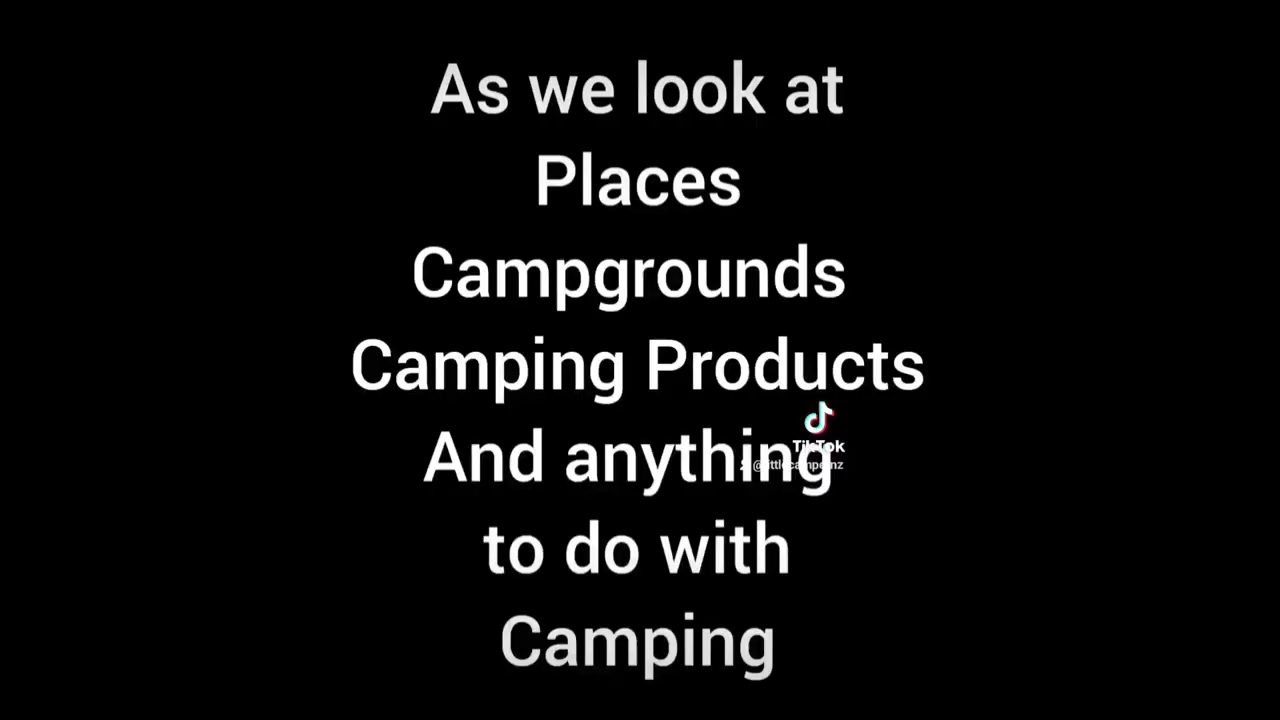 As we look at
Places
Campgrounds
Camping Products
And anything
to do with
Camping
TikTok